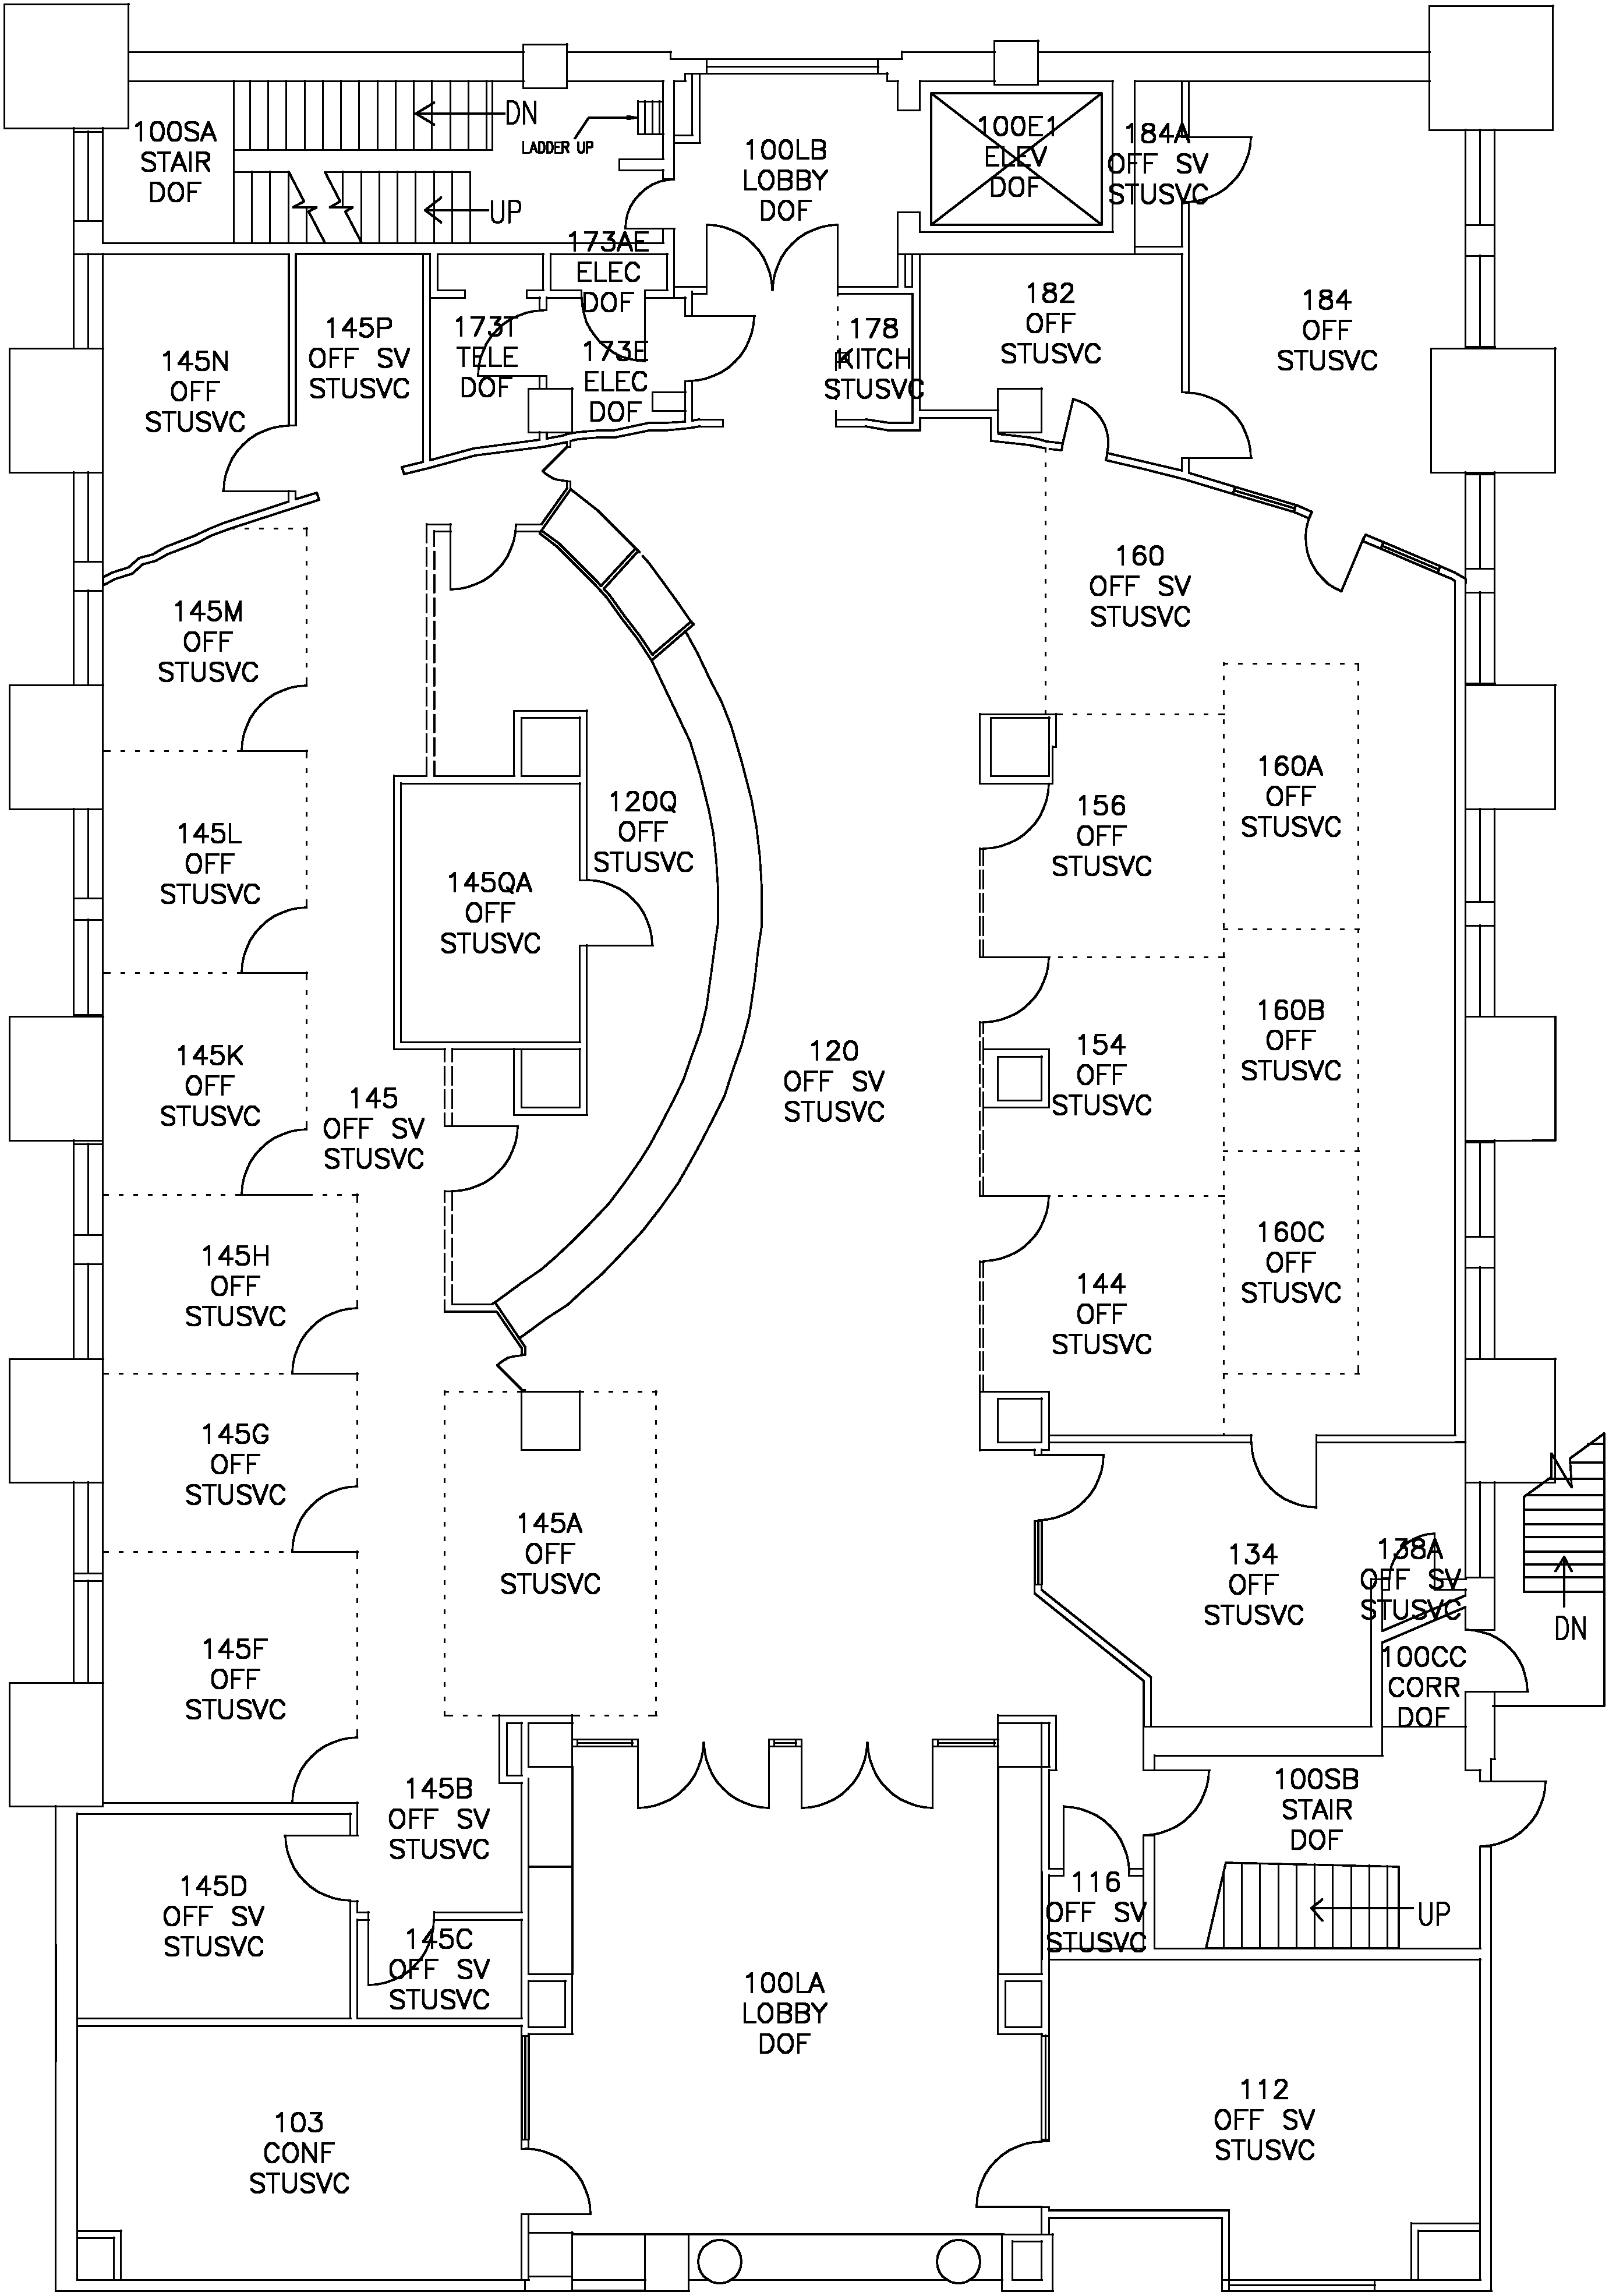 100SA
STAIR
DOF
DN
LADDER UP
UP
100LB
LOBBY
DOF
100E1
ELEV
DOF
184A
OFF SV
STUSVC
173AE
ELEC
DOF
145N
OFF
STUSVC
145P
OFF SV
STUSVC
173T
TELE
DOF
173E
ELEC
DOF
178
KITCH
STUSVC
182
OFF
STUSVC
184
OFF
STUSVC
145M
OFF
STUSVC
160
OFF SV
STUSVC
145L
OFF
STUSVC
120Q
OFF
STUSVC
145QA
OFF
STUSVC
156
OFF
STUSVC
160A
OFF
STUSVC
145K
OFF
STUSVC
145
OFF SV
STUSVC
120
OFF SV
STUSVC
154
OFF
STUSVC
160B
OFF
STUSVC
145H
OFF
STUSVC
144
OFF
STUSVC
160C
OFF
STUSVC
145G
OFF
STUSVC
145A
OFF
STUSVC
134
OFF
STUSVC
138A
OFF SV
STUSVC
DN
145F
OFF
STUSVC
100CC
CORR
DOF
145B
OFF SV
STUSVC
100SB
STAIR
DOF
UP
145D
OFF SV
STUSVC
145C
OFF SV
STUSVC
116
OFF SV
STUSVC
100LA
LOBBY
DOF
103
CONF
STUSVC
112
OFF SV
STUSVC